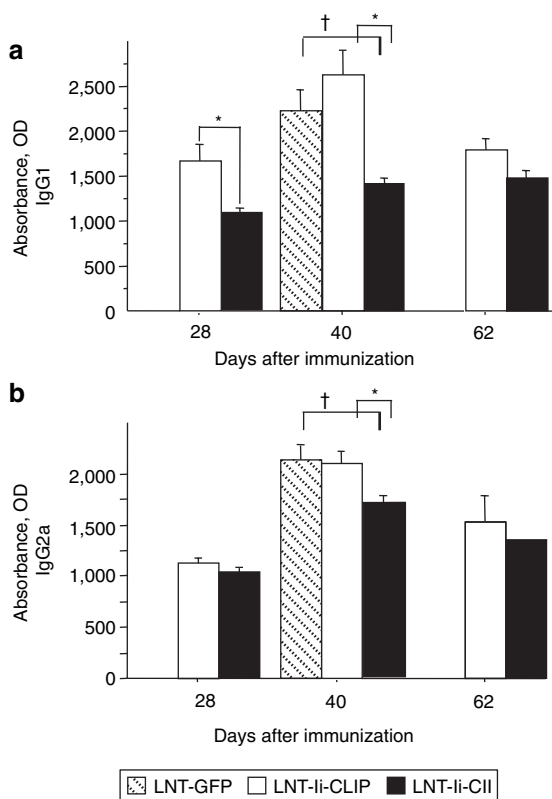 a
† *
*
Absorbance, OD
IgG1
2,500
2,000
1,500
1,000
500
0
28 40 62
Days after immunization
b
† *
Absorbance, OD
IgG2a
2,000
1,500
1,000
500
0
28 40 62
Days after immunization
LNT-GFP LNT-Ii-CLIP LNT-Ii-CII